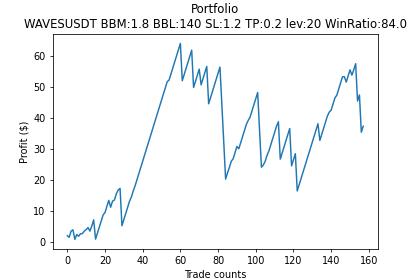 Portfolio
WAVESUSDT BBM:1.8 BBL:140 SL:1.2 TP:0.2 lev:20 WinRatio:84.0
Profit ($)
60
50
40
30
20
10
0
0 20 40 60 80 100 120 140 160
Trade counts